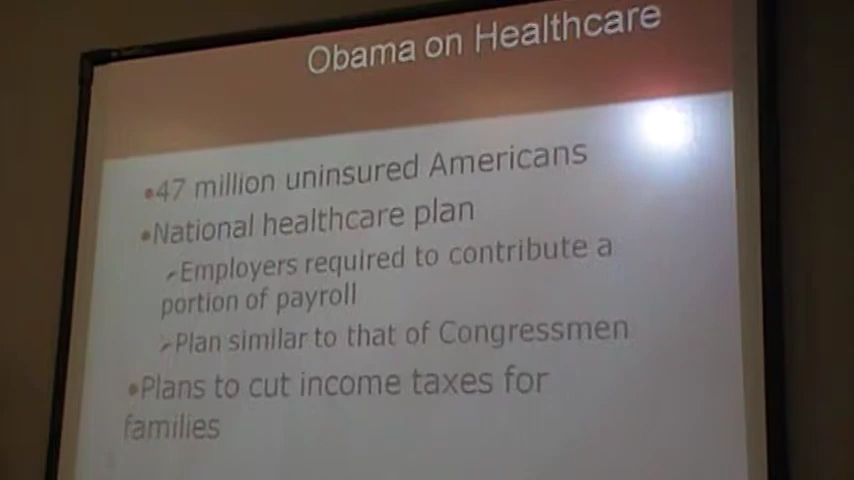 Obama on Healthcare
•47 million uninsured Americans
•National healthcare plan
➢Employers required to contribute a
portion of payroll
➢Plan similar to that of Congressmen
•Plans to cut income taxes for
families